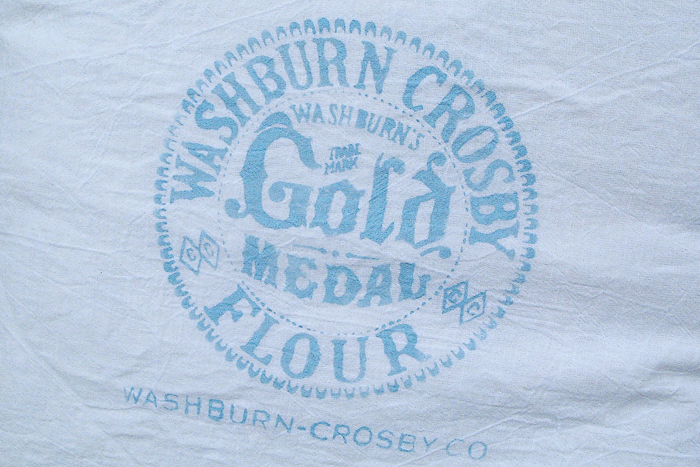 WASHBURN CROSBY
WASHBURN'S
TRADE
MARK
Gold
MEDAL
FLOUR
WASHBURN-CROSBY CO